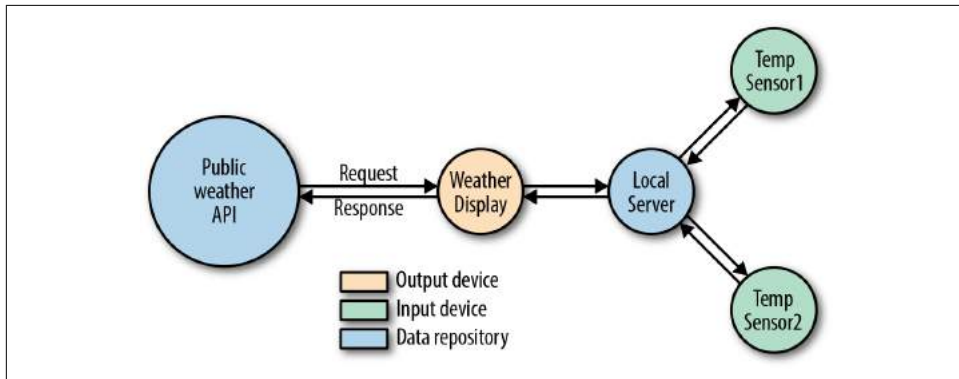 Public
weather
API
Request
Response
Weather
Display
Local
Server
Temp
Sensor1
Temp
Sensor2
Output device
Input device
Data repository